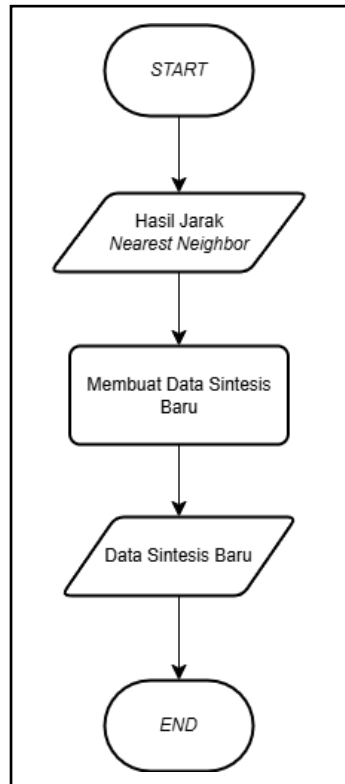 START
Hasil Jarak
Nearest Neighbor
Membuat Data Sintesis
Baru
Data Sintesis Baru
END